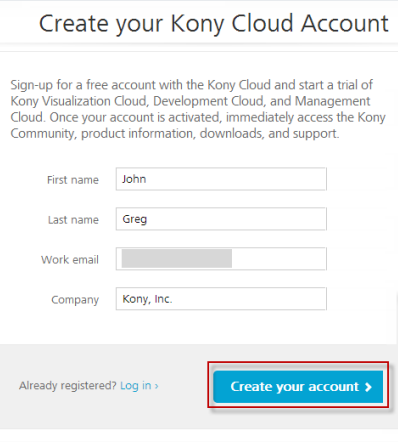 Create your Kony Cloud Account
Sign-up for a free account with the Kony Cloud and start a trial of
Kony Visualization Cloud, Development Cloud, and Management
Cloud. Once your account is activated, immediately access the Kony
Community, product information, downloads, and support.
First name John
Last name Greg
Work email
Company Kony, Inc.
Already registered? Log in ›
Create your account ›